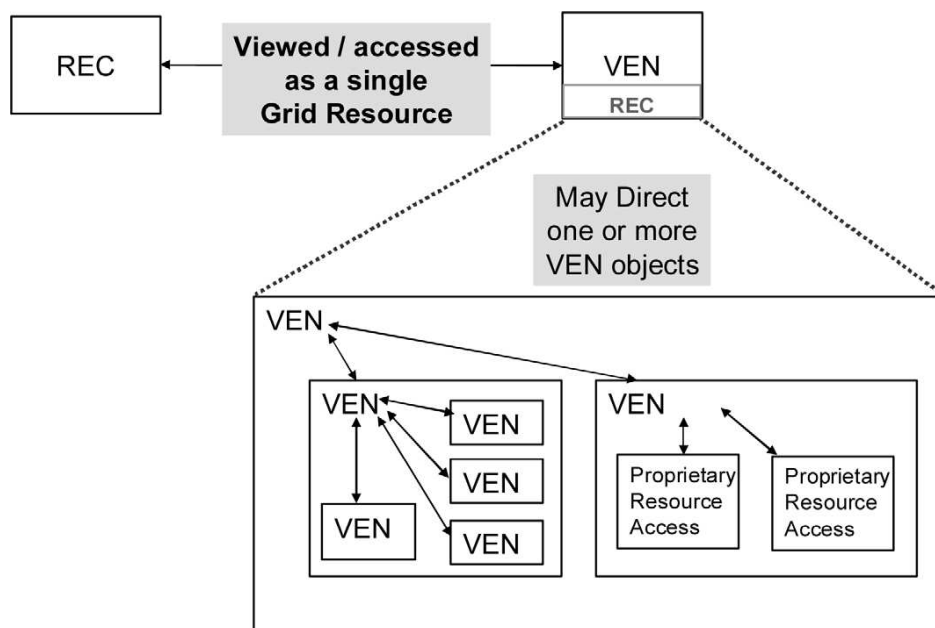 REC
Viewed / accessed
as a single
Grid Resource
VEN
REC
May Direct
one or more
VEN objects
VEN
VEN
VEN
VEN
VEN
VEN
VEN
Proprietary
Resource
Access
Proprietary
Resource
Access